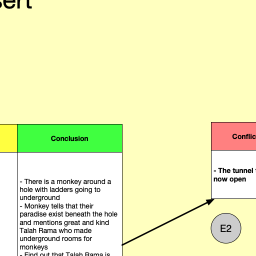 Conclusion
- There is a monkey around a
hole with ladders going to
underground
- Monkey tells that their
paradise exist beneath the hole
and mentions great and kind
Talah Rama who made
underground rooms for
monkeys
- Find out that Talah Rama is
- The tunnel
now open
E2